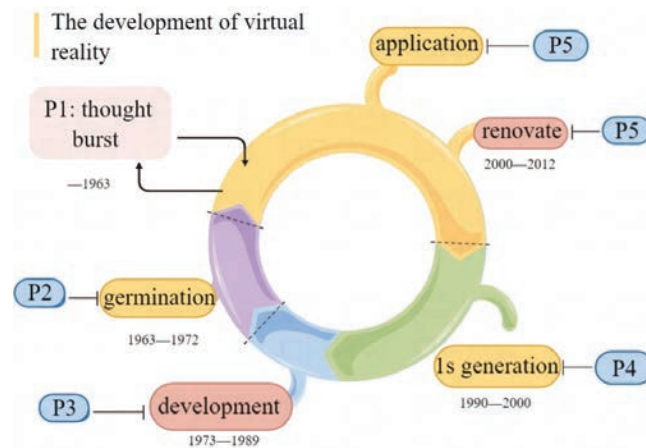 The development of virtual
reality
P1: thought
burst
—1963
application
P5
renovate
P5
2000—2012
P2
germination
1963—1972
1s generation
P4
1990—2000
P3
development
1973—1989